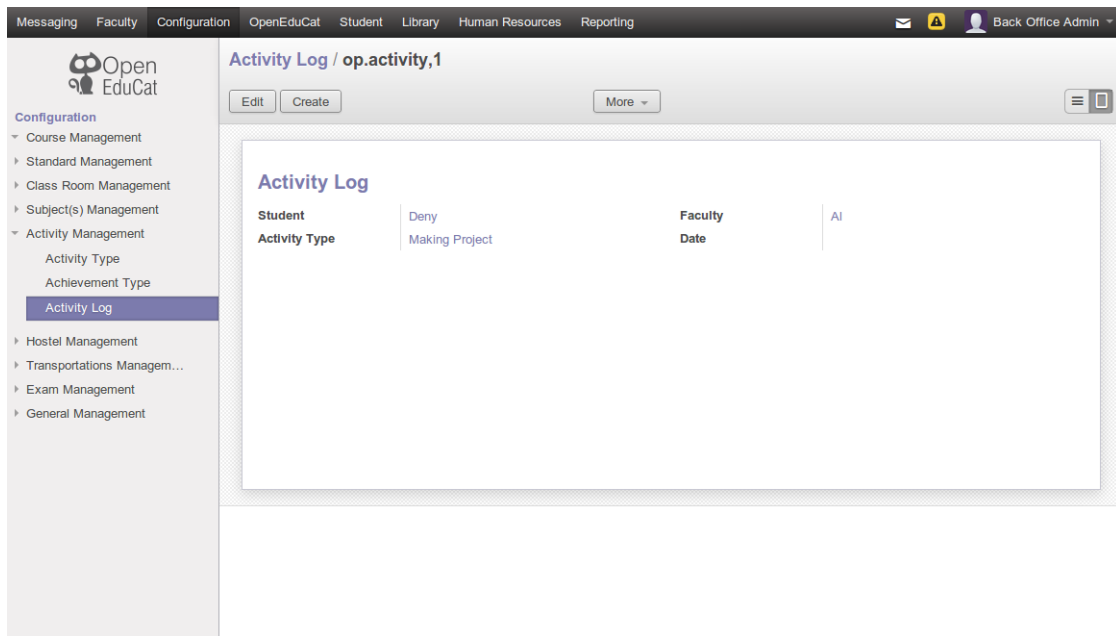 Messaging Faculty Configuration OpenEduCat Student Library Human Resources Reporting Back Office Admin
Open
EduCat
Activity Log / op.activity,1
Edit Create More
Configuration
Course Management
Standard Management
Class Room Management
Subject(s) Management
Activity Management
Activity Type
Achievement Type
Activity Log
Hostel Management
Transportations Managem...
Exam Management
General Management
Activity Log
Student Deny Faculty AI
Activity Type Making Project Date